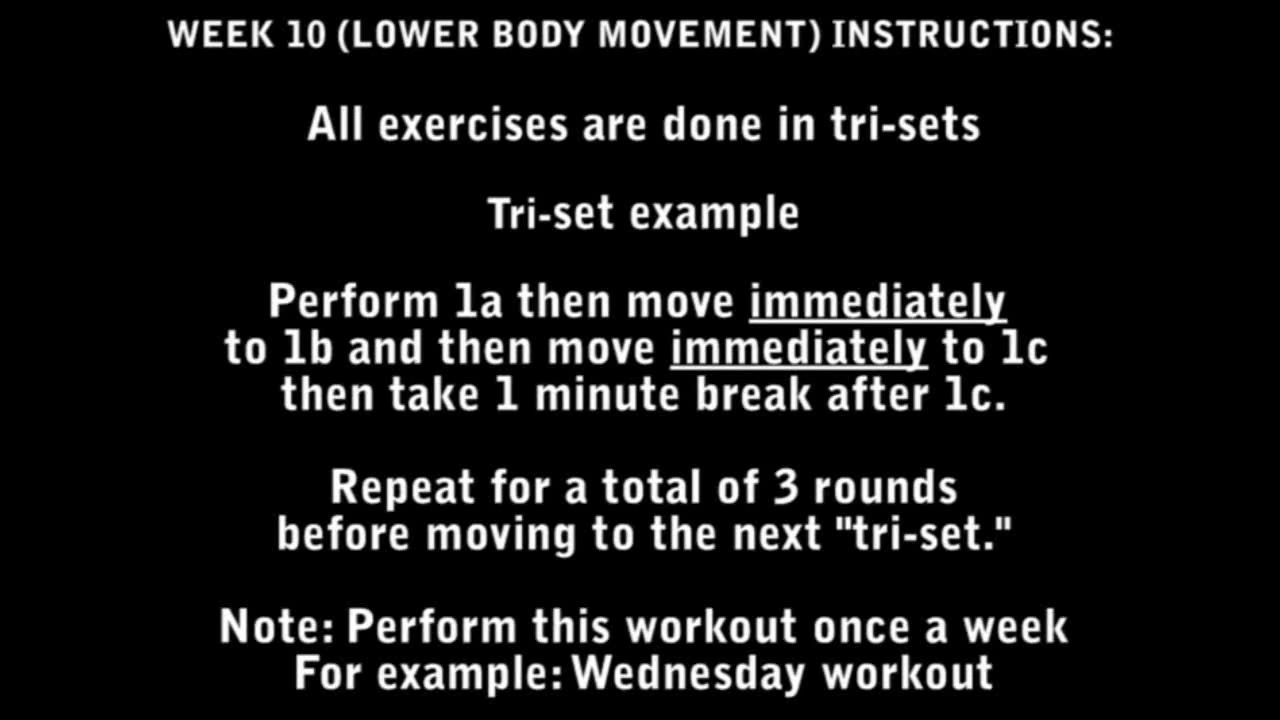 WEEK 10 (LOWER BODY MOVEMENT) INSTRUCTIONS:
All exercises are done in tri-sets
Tri-set example
Perform 1a then move immediately
to 1b and then move immediately to 1c
then take 1 minute break after 1c.
Repeat for a total of 3 rounds
before moving to the next "tri-set."
Note: Perform this workout once a week
For example: Wednesday workout